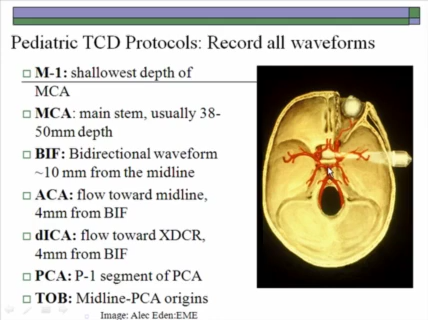 Pediatric TCD Protocols: Record all waveforms
M-1: shallowest depth of
MCA
MCA: main stem, usually 38-
50mm depth
BIF: Bidirectional waveform
~10 mm from the midline
ACA: flow toward midline,
4mm from BIF
dICA: flow toward XDCR,
4mm from BIF
PCA: P-1 segment of PCA
TOB: Midline-PCA origins
Image: Alec Eden:EME